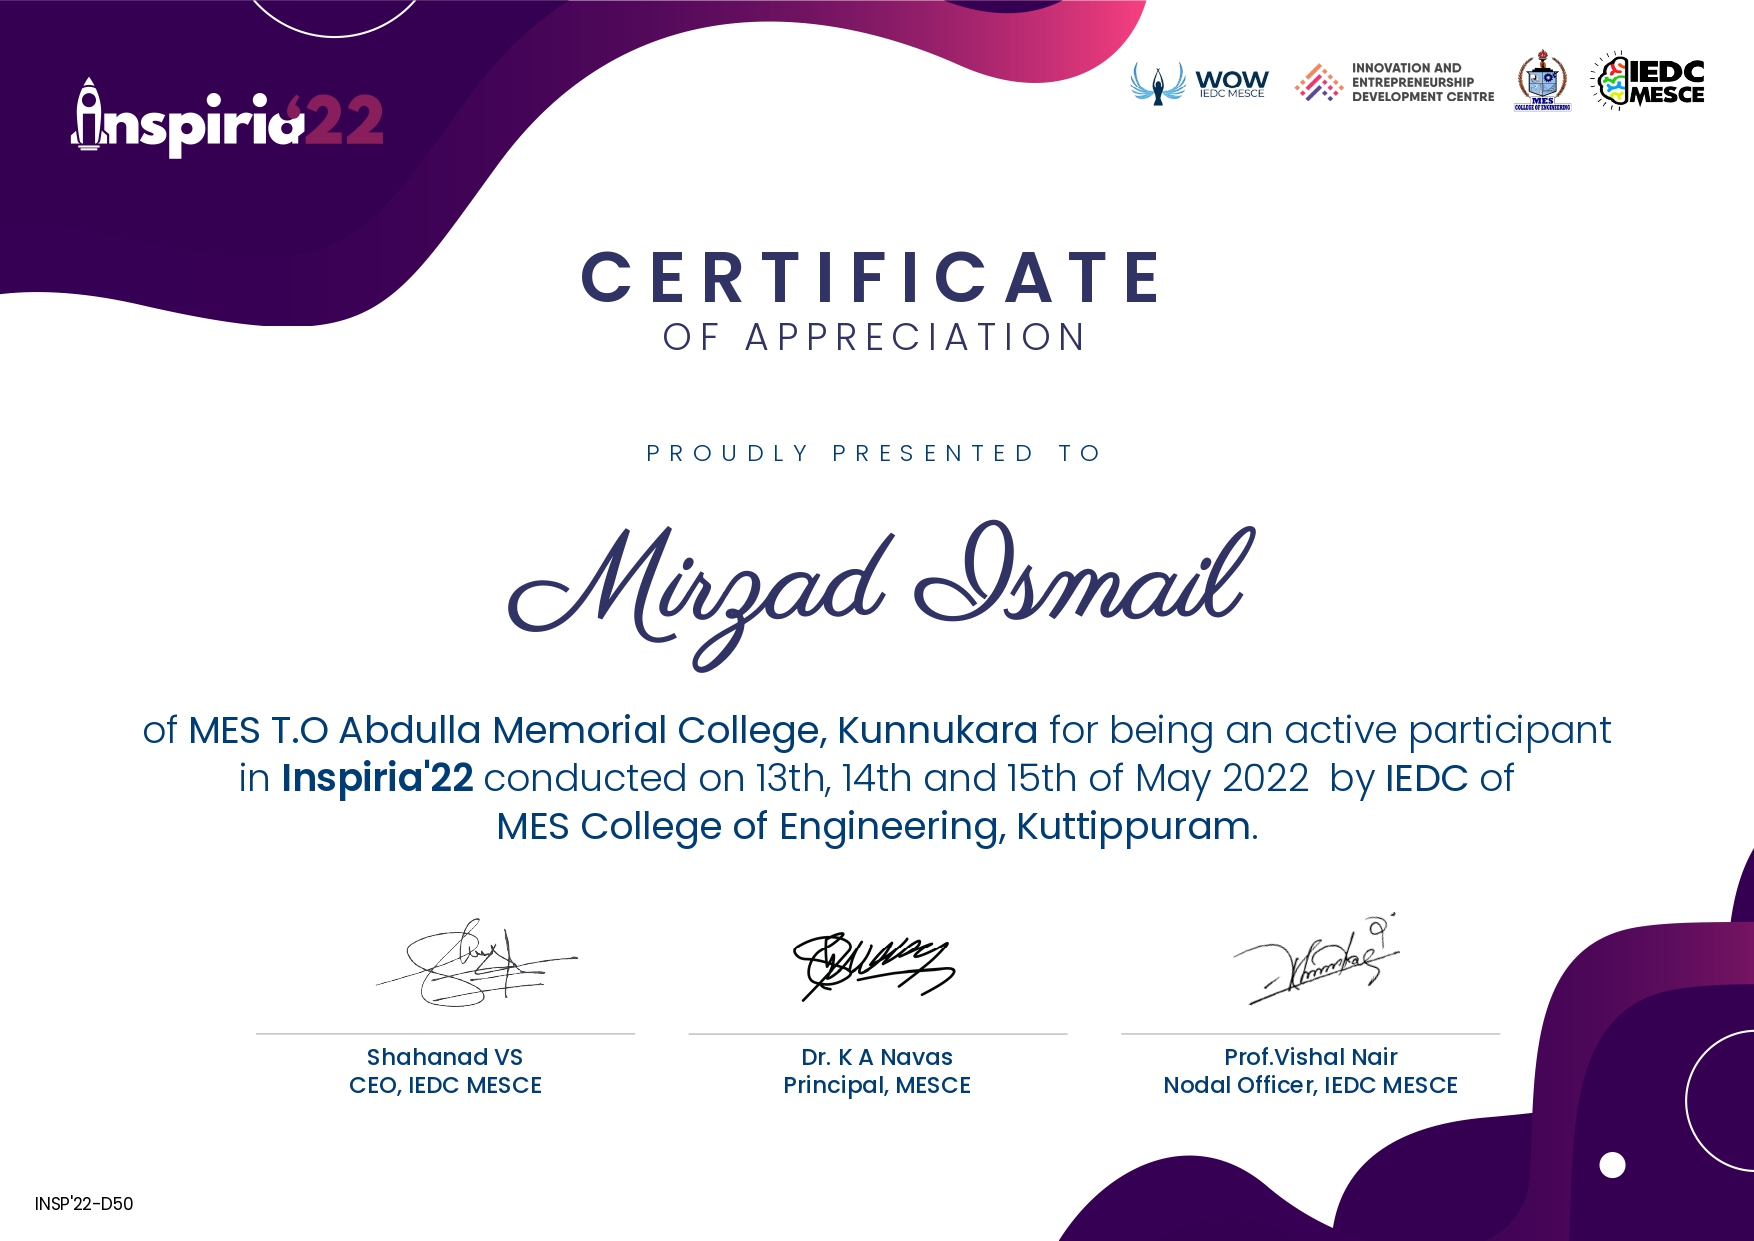 Inspiria'22
WOW
IEDC MESCE
INNOVATION AND
ENTREPRENEURSHIP
DEVELOPMENT CENTRE
MES
COLLEGE OF ENGINEERING
IEDC
MESCE
CERTIFICATE
OF APPRECIATION
PROUDLY PRESENTED TO
Mirzad Ismail
of MES T.O Abdulla Memorial College, Kunnukara for being an active participant
in Inspiria'22 conducted on 13th, 14th and 15th of May 2022 by IEDC of
MES College of Engineering, Kuttippuram.
Shahanad VS
CEO, IEDC MESCE
Dr. K A Navas
Principal, MESCE
Prof.Vishal Nair
Nodal Officer, IEDC MESCE
INSP'22-D50